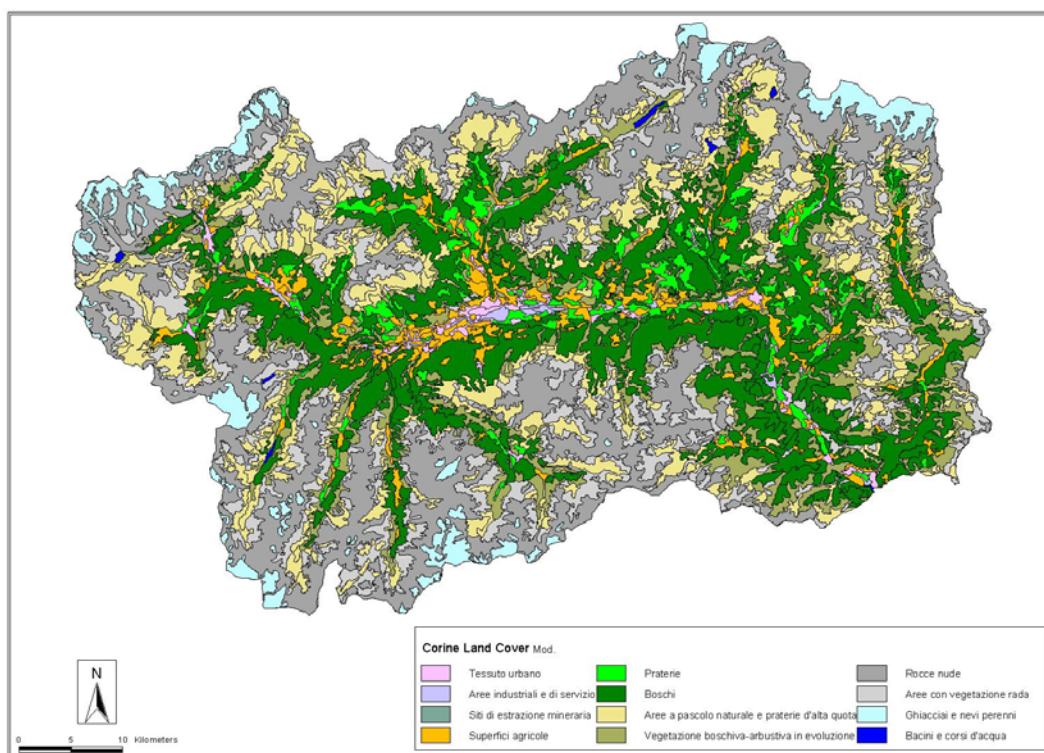 Corine Land Cover Mod.
Tessuto urbano
Aree industriali e di servizio
Siti di estrazione mineraria
Superfici agricole
Praterie
Boschi
Aree a pascolo naturale e praterie d'alta quota
Vegetazione boschiva-arbustiva in evoluzione
Rocce nude
Aree con vegetazione rada
Ghiacciai e nevi perenni
Bacini e corsi d'acqua
N
0 5 10 Kilometers